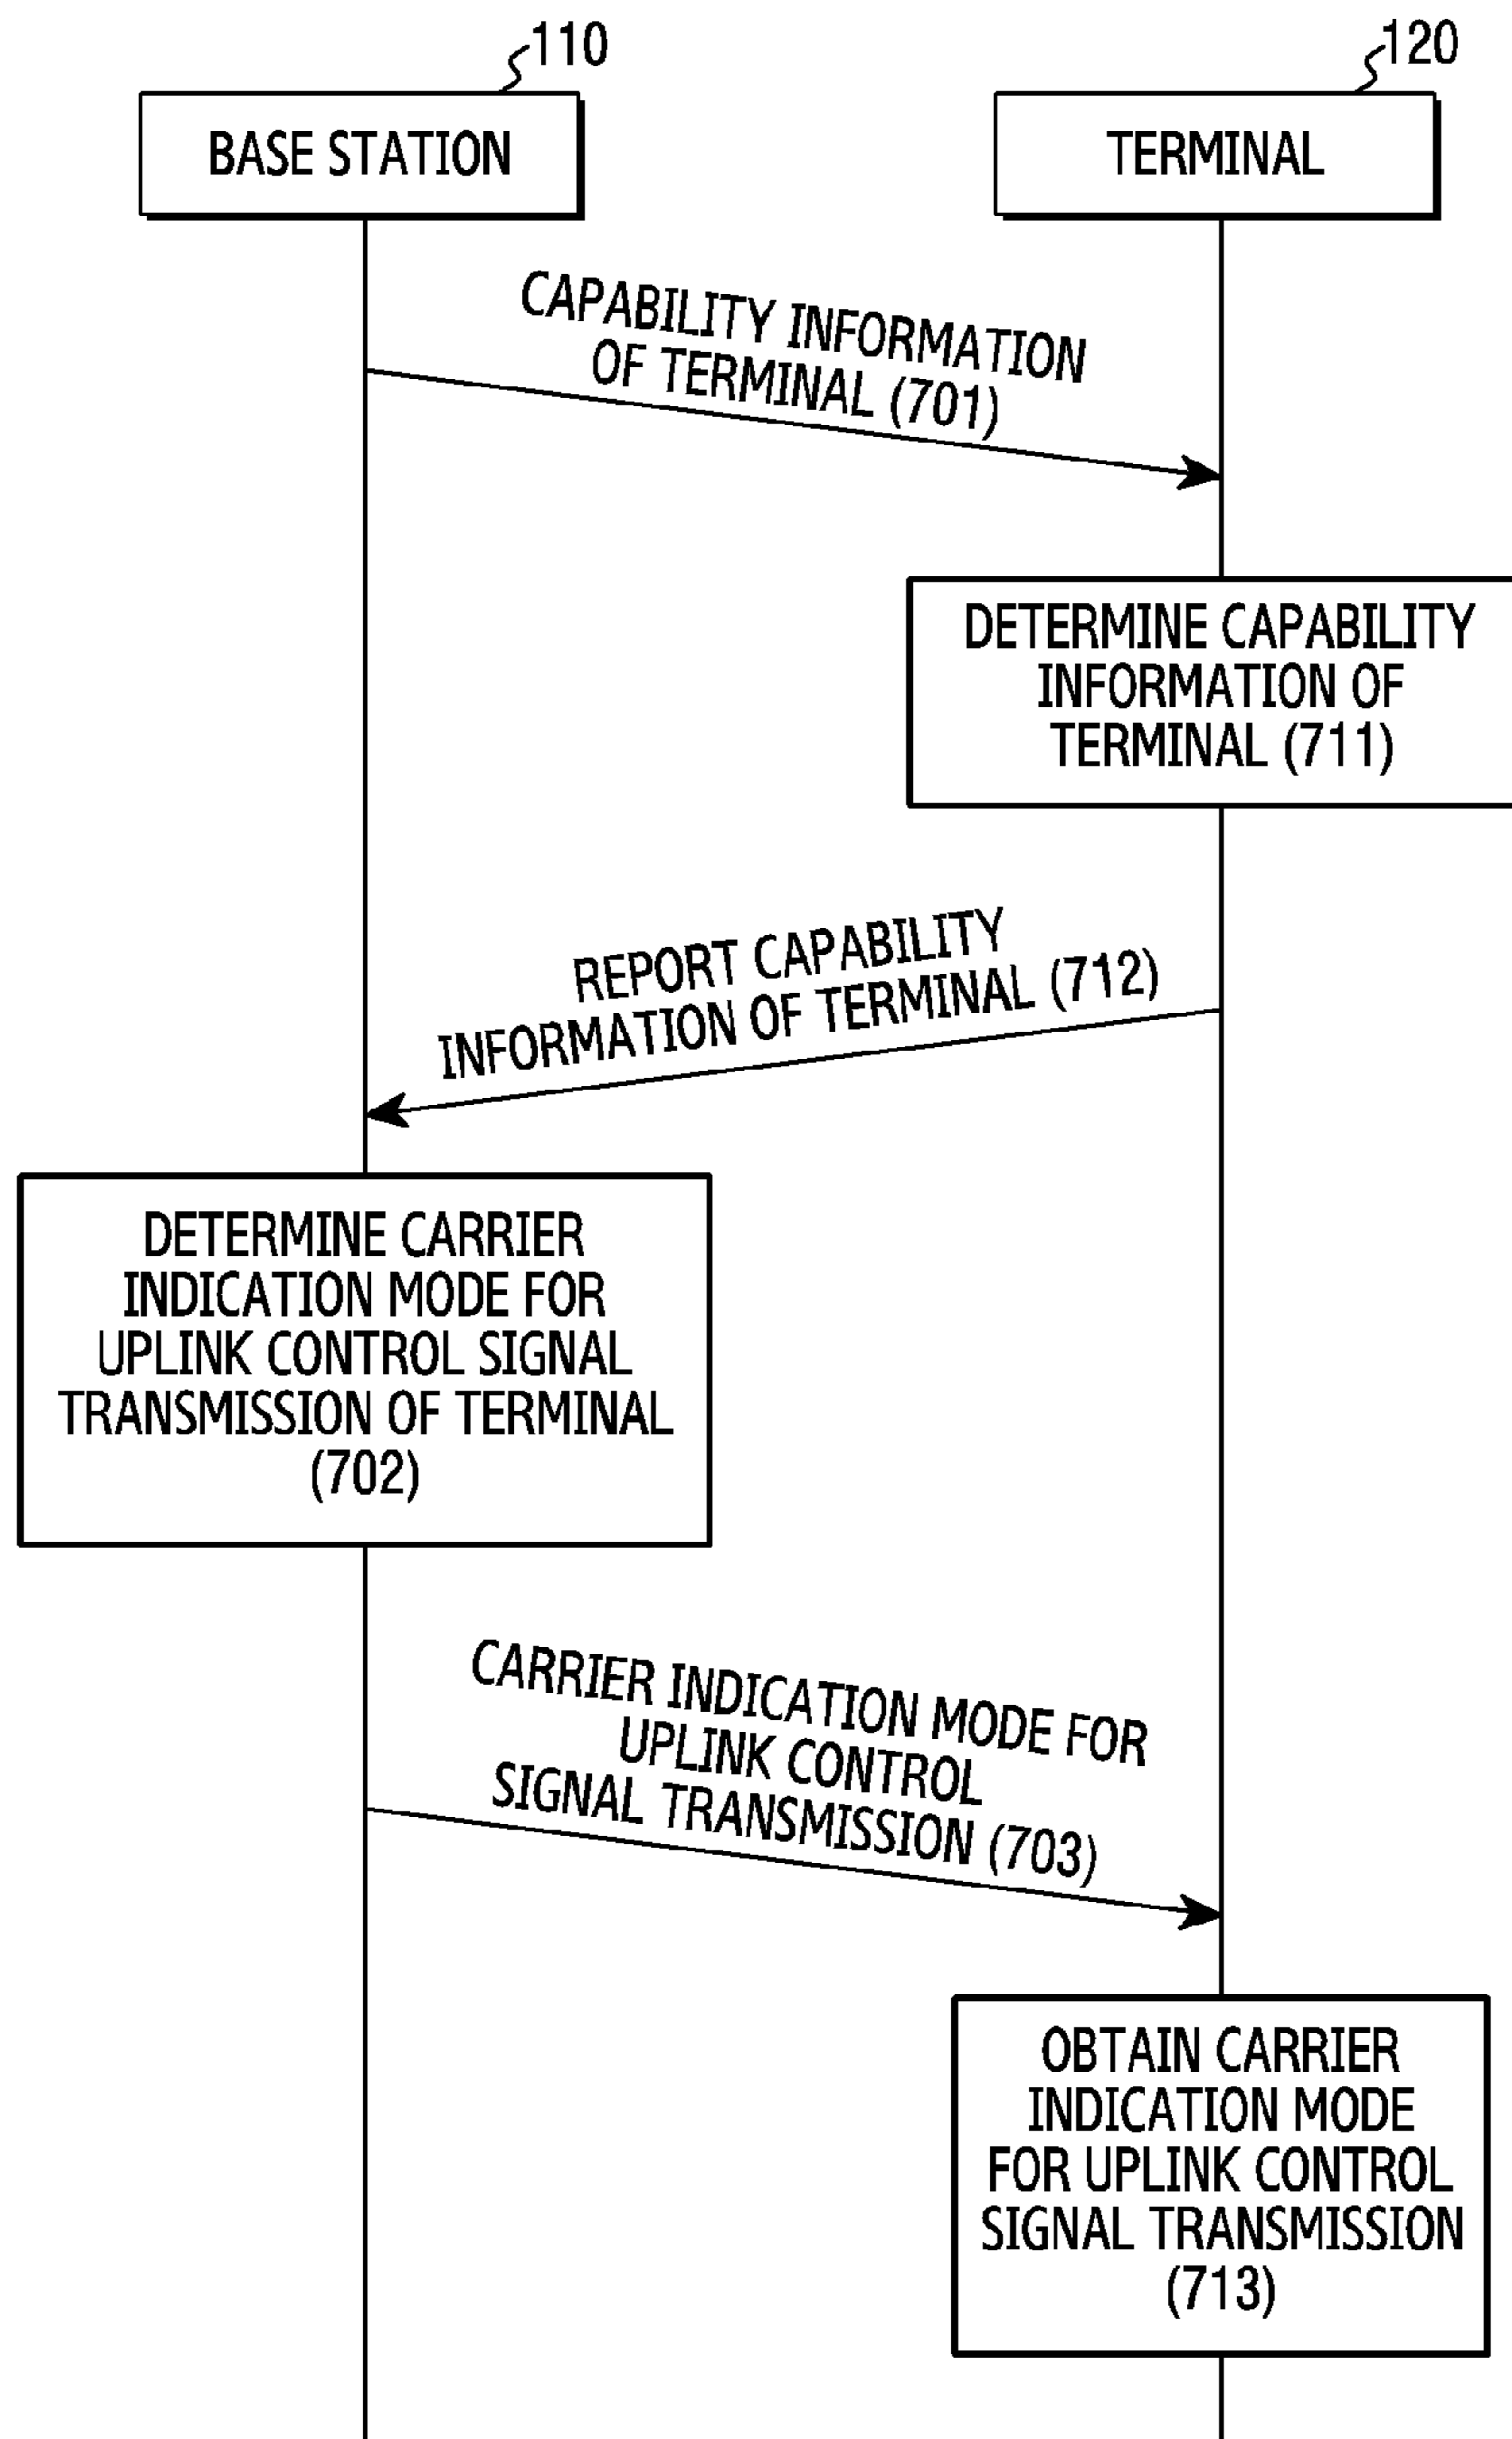 110
120
BASE STATION
TERMINAL
CAPABILITY INFORMATION
OF TERMINAL (701)
DETERMINE CAPABILITY
INFORMATION OF
TERMINAL (711)
REPORT CAPABILITY
INFORMATION OF TERMINAL (712)
DETERMINE CARRIER
INDICATION MODE FOR
UPLINK CONTROL SIGNAL
TRANSMISSION OF TERMINAL
(702)
CARRIER INDICATION MODE FOR
UPLINK CONTROL
SIGNAL TRANSMISSION (703)
OBTAIN CARRIER
INDICATION MODE
FOR UPLINK CONTROL
SIGNAL TRANSMISSION
(713)